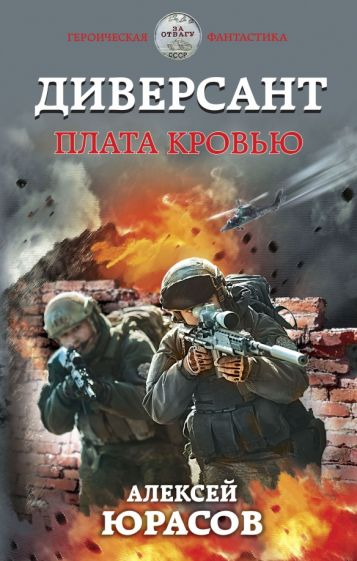 ГЕРОИЧЕСКАЯ ФАНТАСТИКА
ЗА
ОТВАГУ
СССР
ДИВЕРСАНТ
ПЛАТА КРОВЬЮ
АЛЕКСЕЙ
ЮРАСОВ